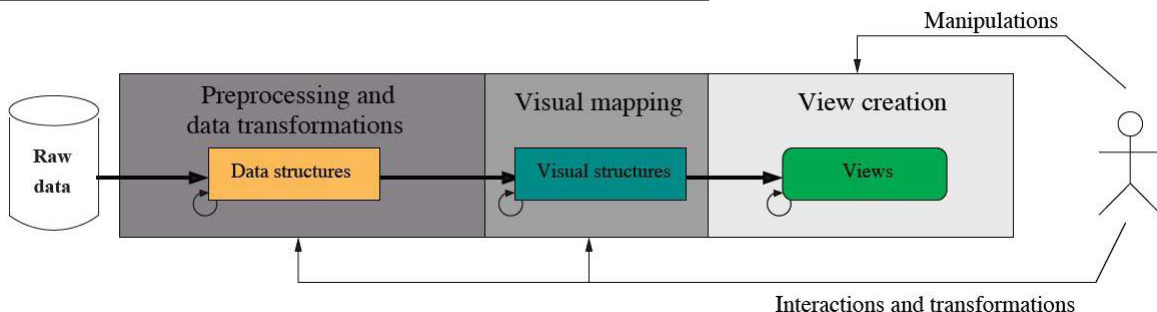 Manipulations
Preprocessing and
data transformations
Visual mapping
View creation
Raw
data
Data structures
Visual structures
Views
Interactions and transformations